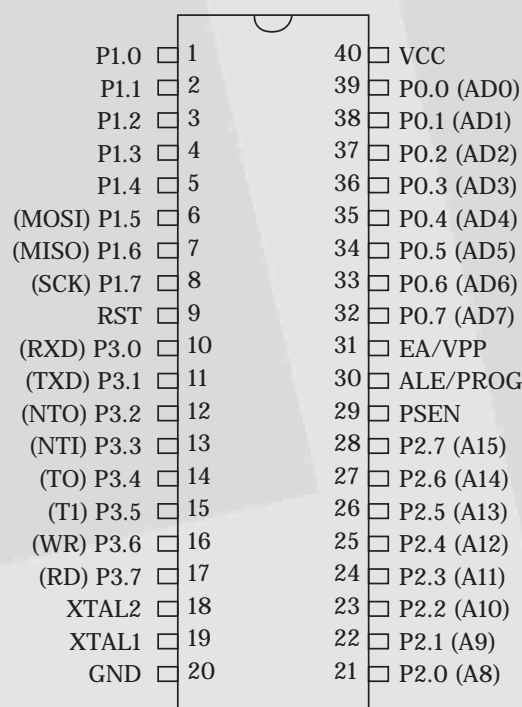 P1.0 1 40 VCC
P1.1 2 39 P0.0 (AD0)
P1.2 3 38 P0.1 (AD1)
P1.3 4 37 P0.2 (AD2)
P1.4 5 36 P0.3 (AD3)
(MOSI) P1.5 6 35 P0.4 (AD4)
(MISO) P1.6 7 34 P0.5 (AD5)
(SCK) P1.7 8 33 P0.6 (AD6)
RST 9 32 P0.7 (AD7)
(RXD) P3.0 10 31 EA/VPP
(TXD) P3.1 11 30 ALE/PROG
(NTO) P3.2 12 29 PSEN
(NTI) P3.3 13 28 P2.7 (A15)
(TO) P3.4 14 27 P2.6 (A14)
(T1) P3.5 15 26 P2.5 (A13)
(WR) P3.6 16 25 P2.4 (A12)
(RD) P3.7 17 24 P2.3 (A11)
XTAL2 18 23 P2.2 (A10)
XTAL1 19 22 P2.1 (A9)
GND 20 21 P2.0 (A8)